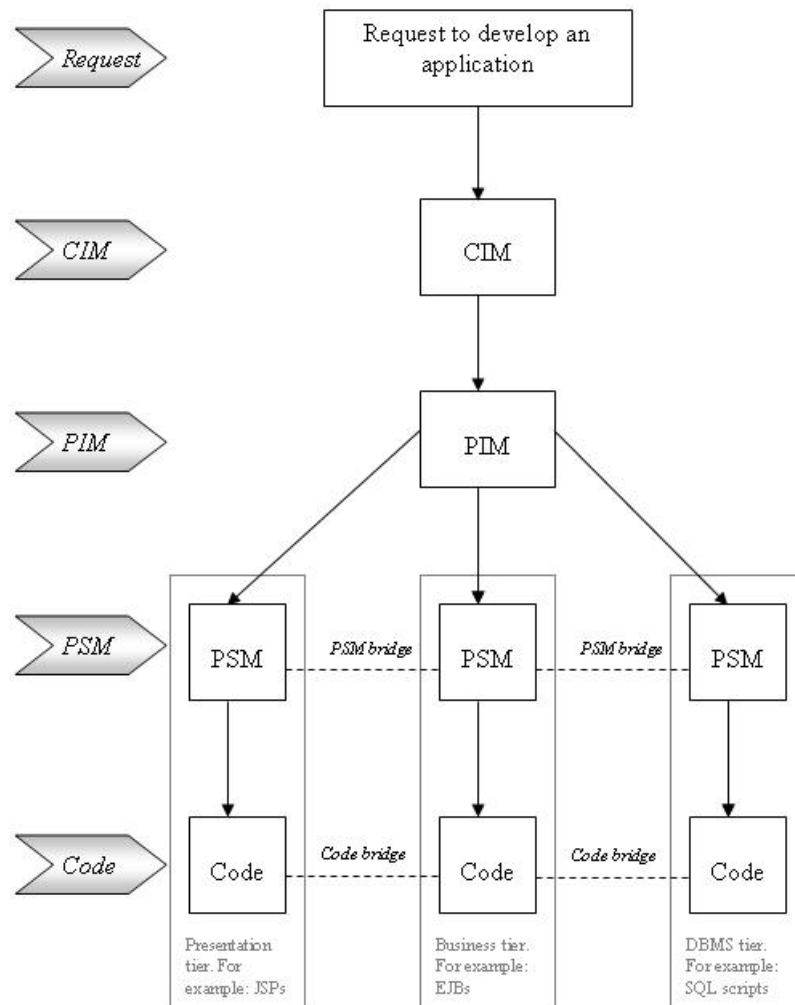 Request
Request to develop an
application
CIM
CIM
PIM
PIM
PSM
PSM
PSM bridge
PSM
PSM bridge
PSM
Code
Code
Code bridge
Code
Code bridge
Code
Presentation
tier. For
example: JSPs
Business tier.
For example:
EJBs
DBMS tier.
For example:
SQL scripts